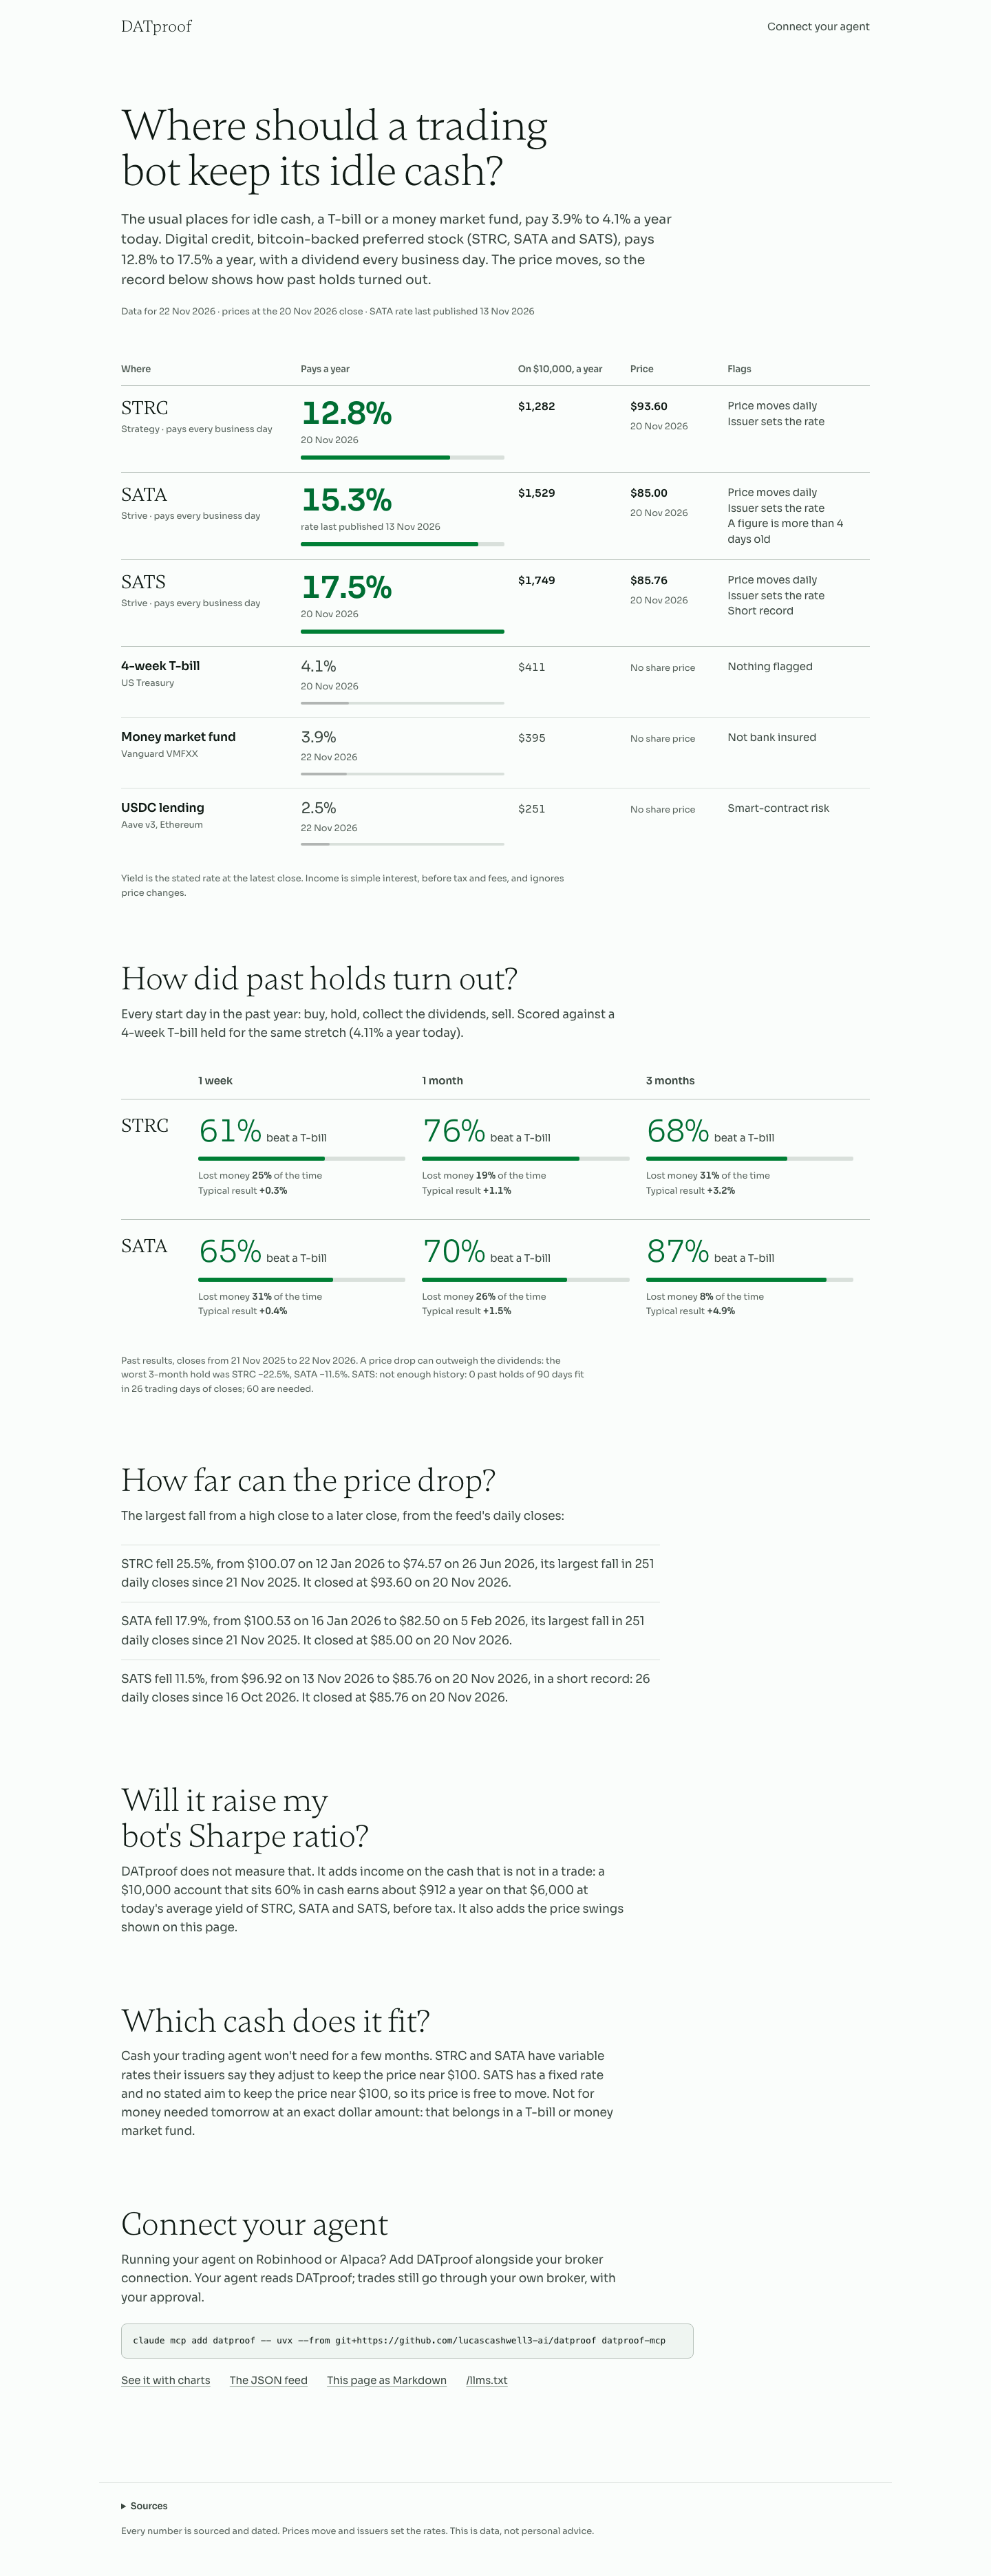 DATproof
Connect your agent
Where should a trading
bot keep its idle cash?
The usual places for idle cash, a T-bill or a money market fund, pay 3.9% to 4.1% a year
today. Digital credit, bitcoin-backed preferred stock (STRC, SATA and SATS), pays
12.8% to 17.5% a year, with a dividend every business day. The price moves, so the
record below shows how past holds turned out.
Data for 22 Nov 2026 · prices at the 20 Nov 2026 close · SATA rate last published 13 Nov 2026
Where Pays a year On $10,000, a year Price Flags
STRC
Strategy · pays every business day
12.8%
20 Nov 2026
$1,282
$93.60
20 Nov 2026
Price moves daily
Issuer sets the rate
SATA
Strive · pays every business day
15.3%
rate last published 13 Nov 2026
$1,529
$85.00
20 Nov 2026
Price moves daily
Issuer sets the rate
A figure is more than 4
days old
SATS
Strive · pays every business day
17.5%
20 Nov 2026
$1,749
$85.76
20 Nov 2026
Price moves daily
Issuer sets the rate
Short record
4-week T-bill
US Treasury
4.1%
20 Nov 2026
$411
No share price
Nothing flagged
Money market fund
Vanguard VMFXX
3.9%
22 Nov 2026
$395
No share price
Not bank insured
USDC lending
Aave v3, Ethereum
2.5%
22 Nov 2026
$251
No share price
Smart-contract risk
Yield is the stated rate at the latest close. Income is simple interest, before tax and fees, and ignores
price changes.
How did past holds turn out?
Every start day in the past year: buy, hold, collect the dividends, sell. Scored against a
4-week T-bill held for the same stretch (4.11% a year today).
1 week 1 month 3 months
STRC
61% beat a T-bill
Lost money 25% of the time
Typical result +0.3%
76% beat a T-bill
Lost money 19% of the time
Typical result +1.1%
68% beat a T-bill
Lost money 31% of the time
Typical result +3.2%
SATA
65% beat a T-bill
Lost money 31% of the time
Typical result +0.4%
70% beat a T-bill
Lost money 26% of the time
Typical result +1.5%
87% beat a T-bill
Lost money 8% of the time
Typical result +4.9%
Past results, closes from 21 Nov 2025 to 22 Nov 2026. A price drop can outweigh the dividends: the
worst 3-month hold was STRC −22.5%, SATA −11.5%. SATS: not enough history: 0 past holds of 90 days fit
in 26 trading days of closes; 60 are needed.
How far can the price drop?
The largest fall from a high close to a later close, from the feed's daily closes:
STRC fell 25.5%, from $100.07 on 12 Jan 2026 to $74.57 on 26 Jun 2026, its largest fall in 251
daily closes since 21 Nov 2025. It closed at $93.60 on 20 Nov 2026.
SATA fell 17.9%, from $100.53 on 16 Jan 2026 to $82.50 on 5 Feb 2026, its largest fall in 251
daily closes since 21 Nov 2025. It closed at $85.00 on 20 Nov 2026.
SATS fell 11.5%, from $96.92 on 13 Nov 2026 to $85.76 on 20 Nov 2026, in a short record: 26
daily closes since 16 Oct 2026. It closed at $85.76 on 20 Nov 2026.
Will it raise my
bot's Sharpe ratio?
DATproof does not measure that. It adds income on the cash that is not in a trade: a
$10,000 account that sits 60% in cash earns about $912 a year on that $6,000 at
today's average yield of STRC, SATA and SATS, before tax. It also adds the price swings
shown on this page.
Which cash does it fit?
Cash your trading agent won't need for a few months. STRC and SATA have variable
rates their issuers say they adjust to keep the price near $100. SATS has a fixed rate
and no stated aim to keep the price near $100, so its price is free to move. Not for
money needed tomorrow at an exact dollar amount: that belongs in a T-bill or money
market fund.
Connect your agent
Running your agent on Robinhood or Alpaca? Add DATproof alongside your broker
connection. Your agent reads DATproof; trades still go through your own broker, with
your approval.
claude mcp add datproof -- uvx --from git+https://github.com/lucascashwell3-ai/datproof datproof-mcp
See it with charts The JSON feed This page as Markdown /llms.txt
Sources
Every number is sourced and dated. Prices move and issuers set the rates. This is data, not personal advice.